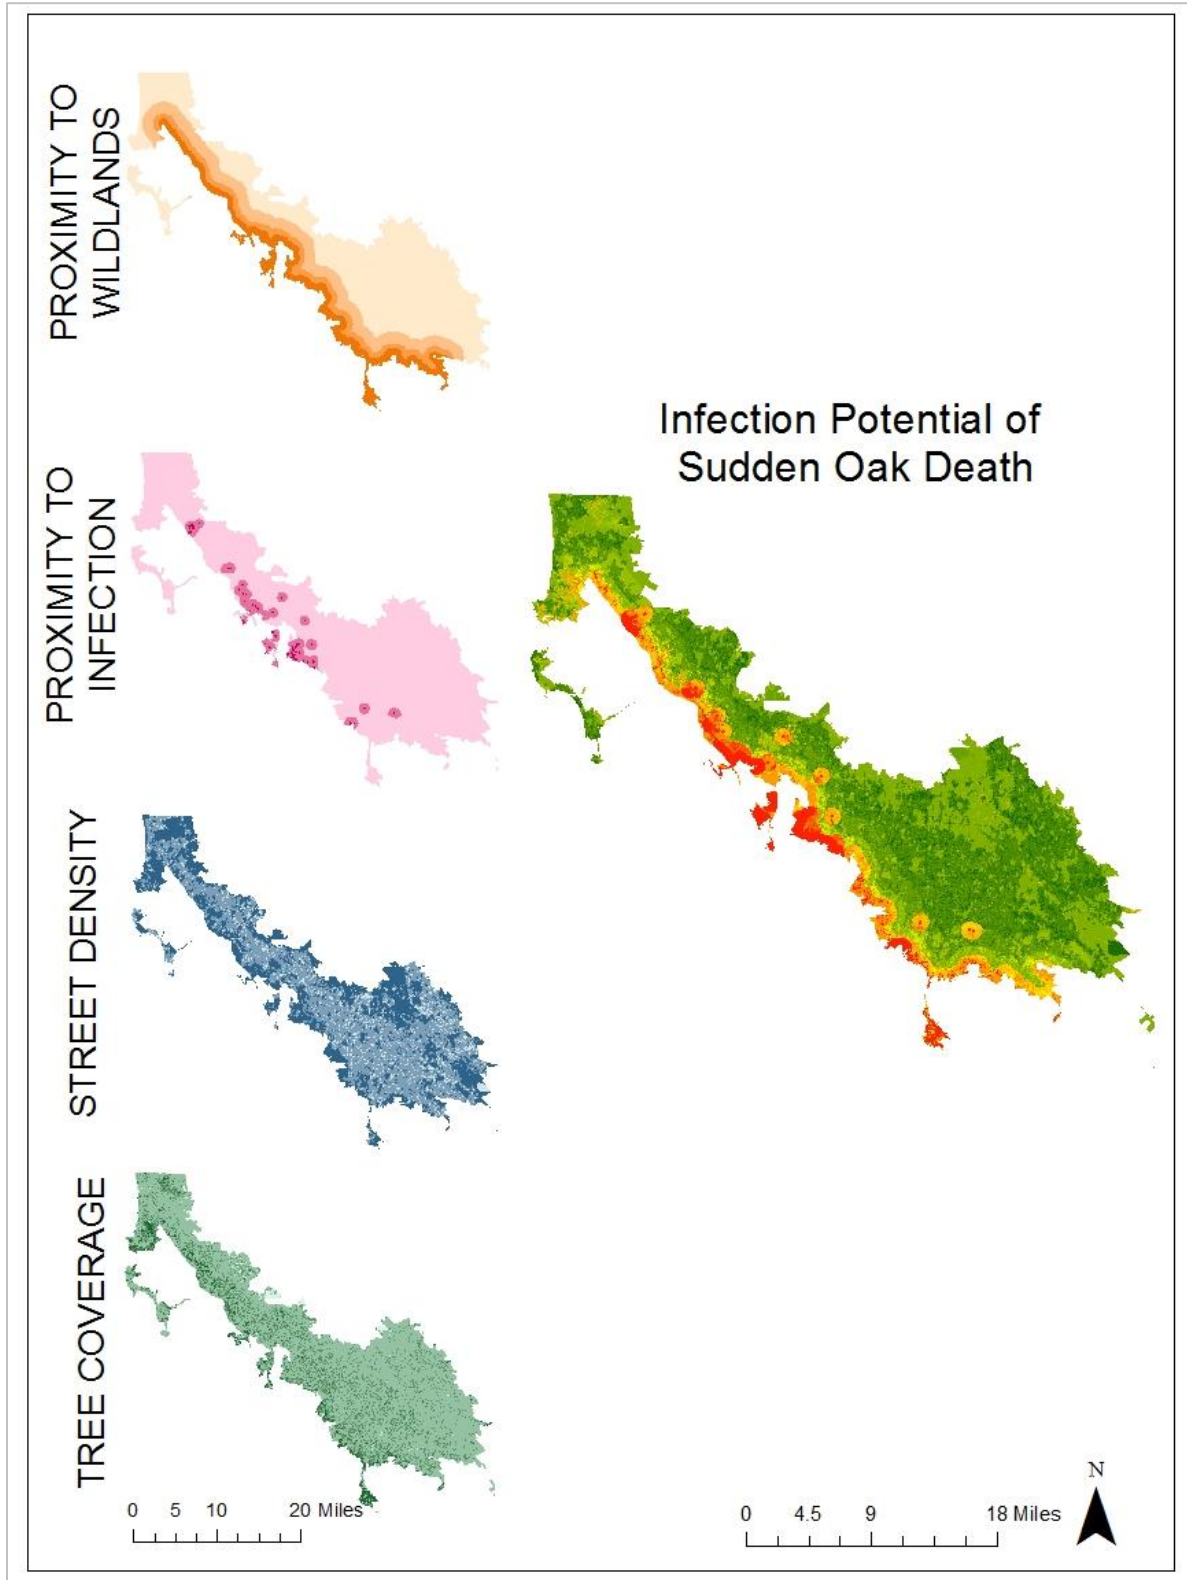 PROXIMITY TO
WILDLANDS
PROXIMITY TO
INFECTION
STREET DENSITY
TREE COVERAGE
0 5 10 20 Miles
Infection Potential of
Sudden Oak Death
N
0 4.5 9 18 Miles